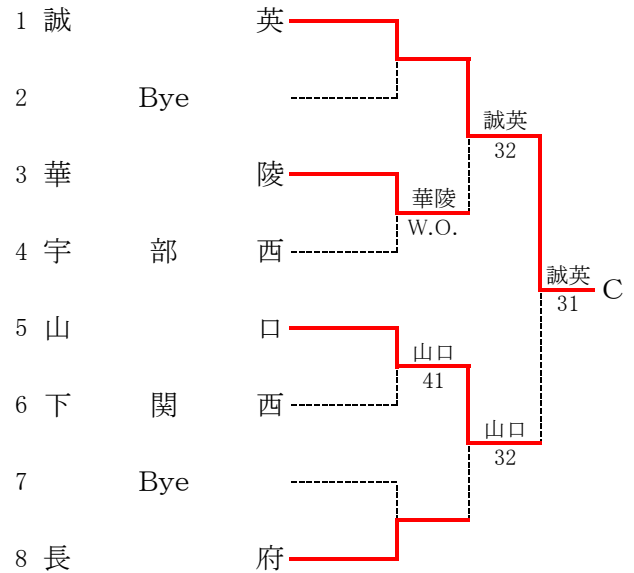 1 誠 英
2 Bye
誠英
32
3 華 陵
華陵
W.O.
4 宇 部 西
誠英
31
C
5 山 口
山口
41
6 下 関 西
山口
32
7 Bye
8 長 府